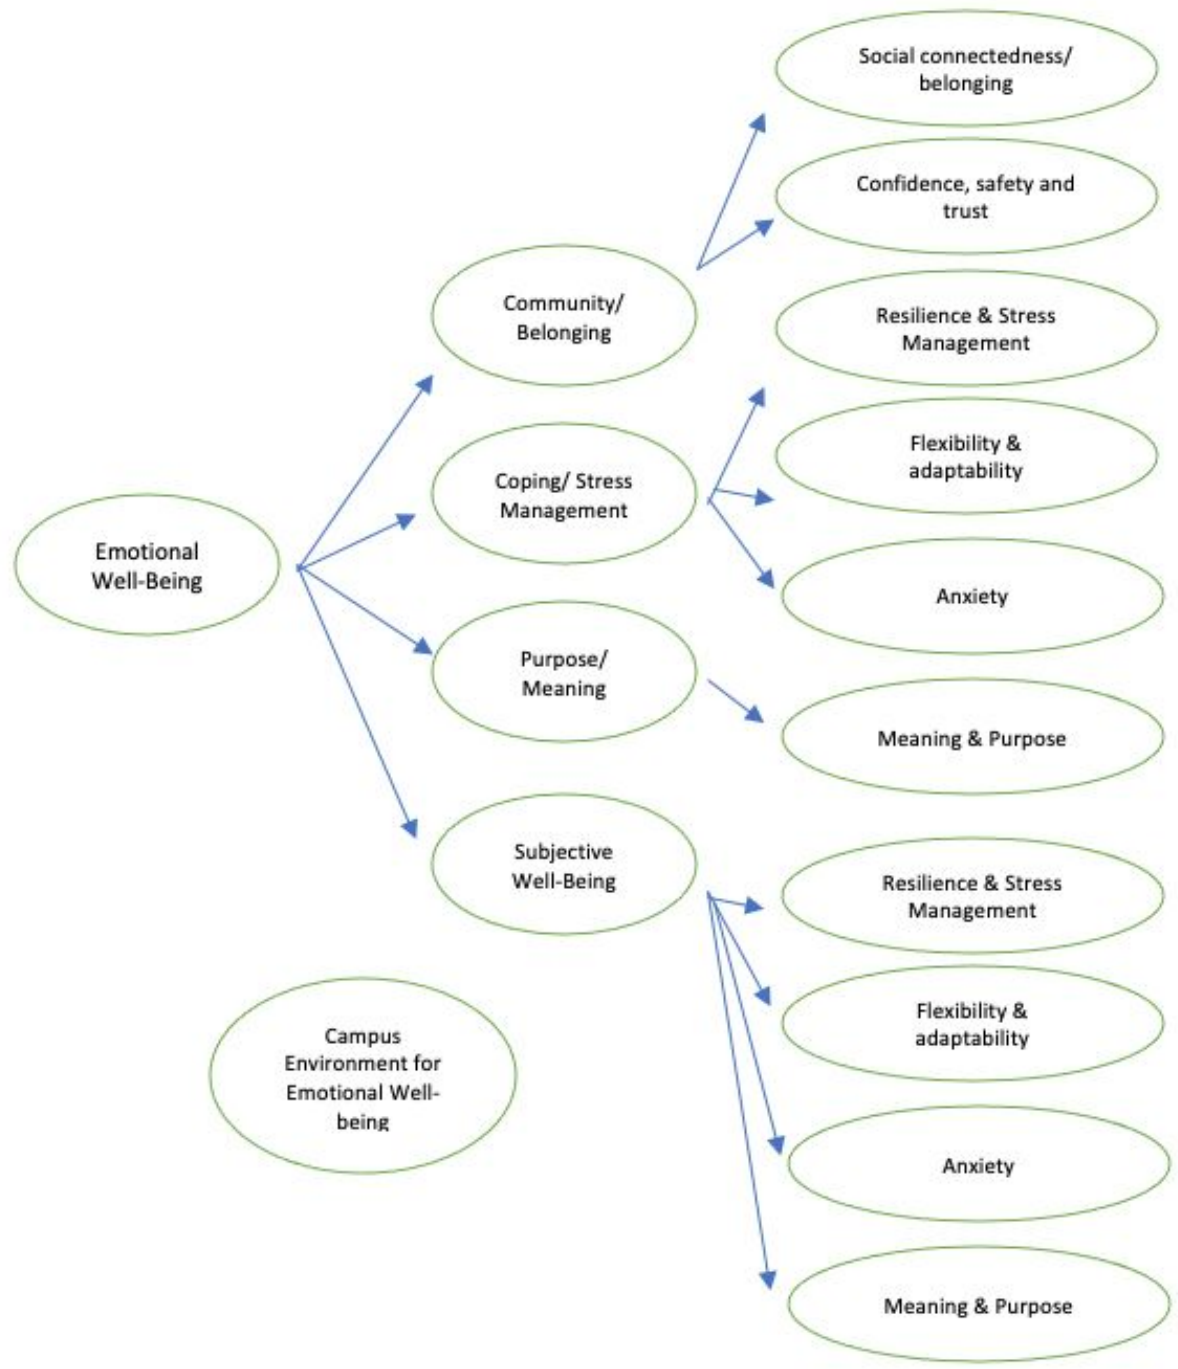 Social connectedness/
belonging
Confidence, safety and
trust
Community/
Belonging
Resilience & Stress
Management
Flexibility &
adaptability
Coping/ Stress
Management
Emotional
Well-Being
Anxiety
Purpose/
Meaning
Meaning & Purpose
Subjective
Well-Being
Resilience & Stress
Management
Flexibility &
adaptability
Campus
Environment for
Emotional Well-
being
Anxiety
Meaning & Purpose